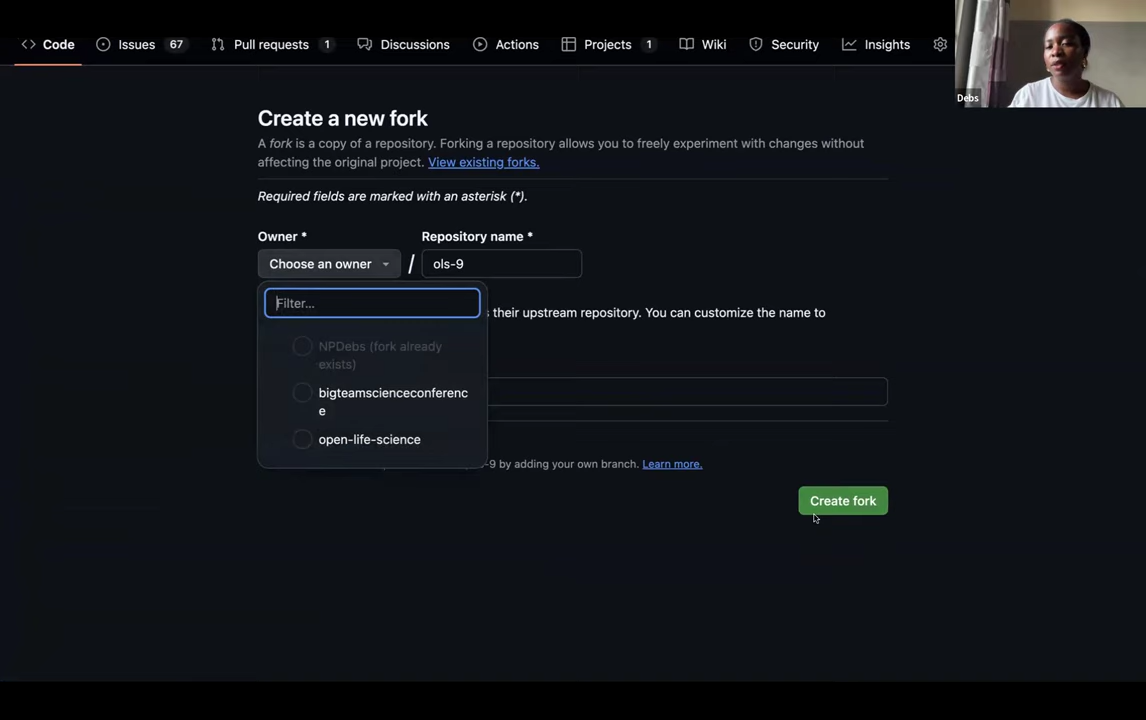 Code Issues 67 Pull requests 1 Discussions Actions Projects 1 Wiki Security Insights
Debs
Create a new fork
A fork is a copy of a repository. Forking a repository allows you to freely experiment with changes without
affecting the original project. View existing forks.
Required fields are marked with an asterisk (*).
Owner * Repository name *
Choose an owner / ols-9
Filter...
their upstream repository. You can customize the name to
NPDebs (fork already
exists)
bigteamscienceconferenc
e
open-life-science
-9 by adding your own branch. Learn more.
Create fork